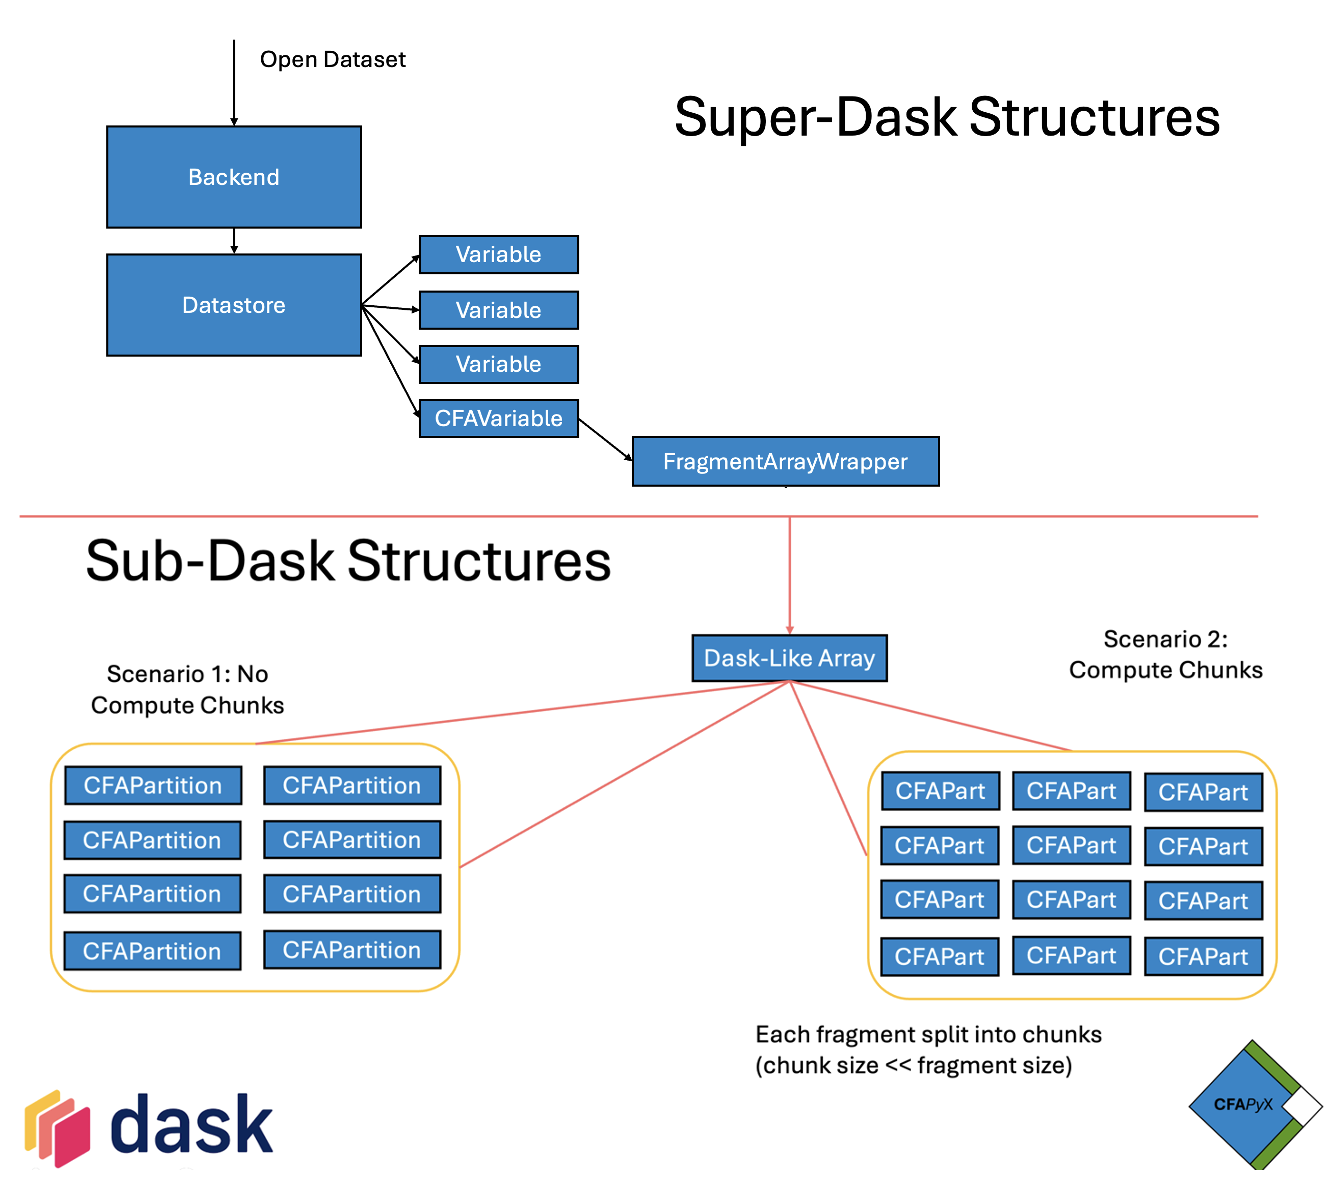 Open Dataset
Super-Dask Structures
Backend
Datastore
Variable
Variable
Variable
CFAVariable
FragmentArrayWrapper
Sub-Dask Structures
Dask-Like Array
Scenario 1: No
Compute Chunks
Scenario 2:
Compute Chunks
CFAPartition CFAPartition
CFAPartition CFAPartition
CFAPartition CFAPartition
CFAPartition CFAPartition
CFAPart CFAPart CFAPart
CFAPart CFAPart CFAPart
CFAPart CFAPart CFAPart
CFAPart CFAPart CFAPart
Each fragment split into chunks
(chunk size << fragment size)
dask
CFAPyX